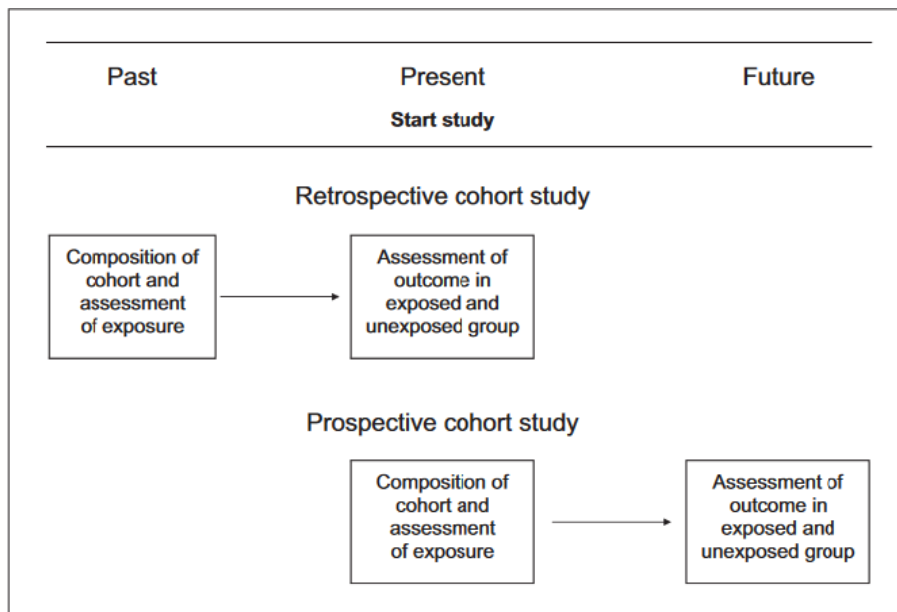 Past Present Future
Start study
Retrospective cohort study
Composition of
cohort and
assessment
of exposure
Assessment of
outcome in
exposed and
unexposed group
Prospective cohort study
Composition of
cohort and
assessment
of exposure
Assessment of
outcome in
exposed and
unexposed group